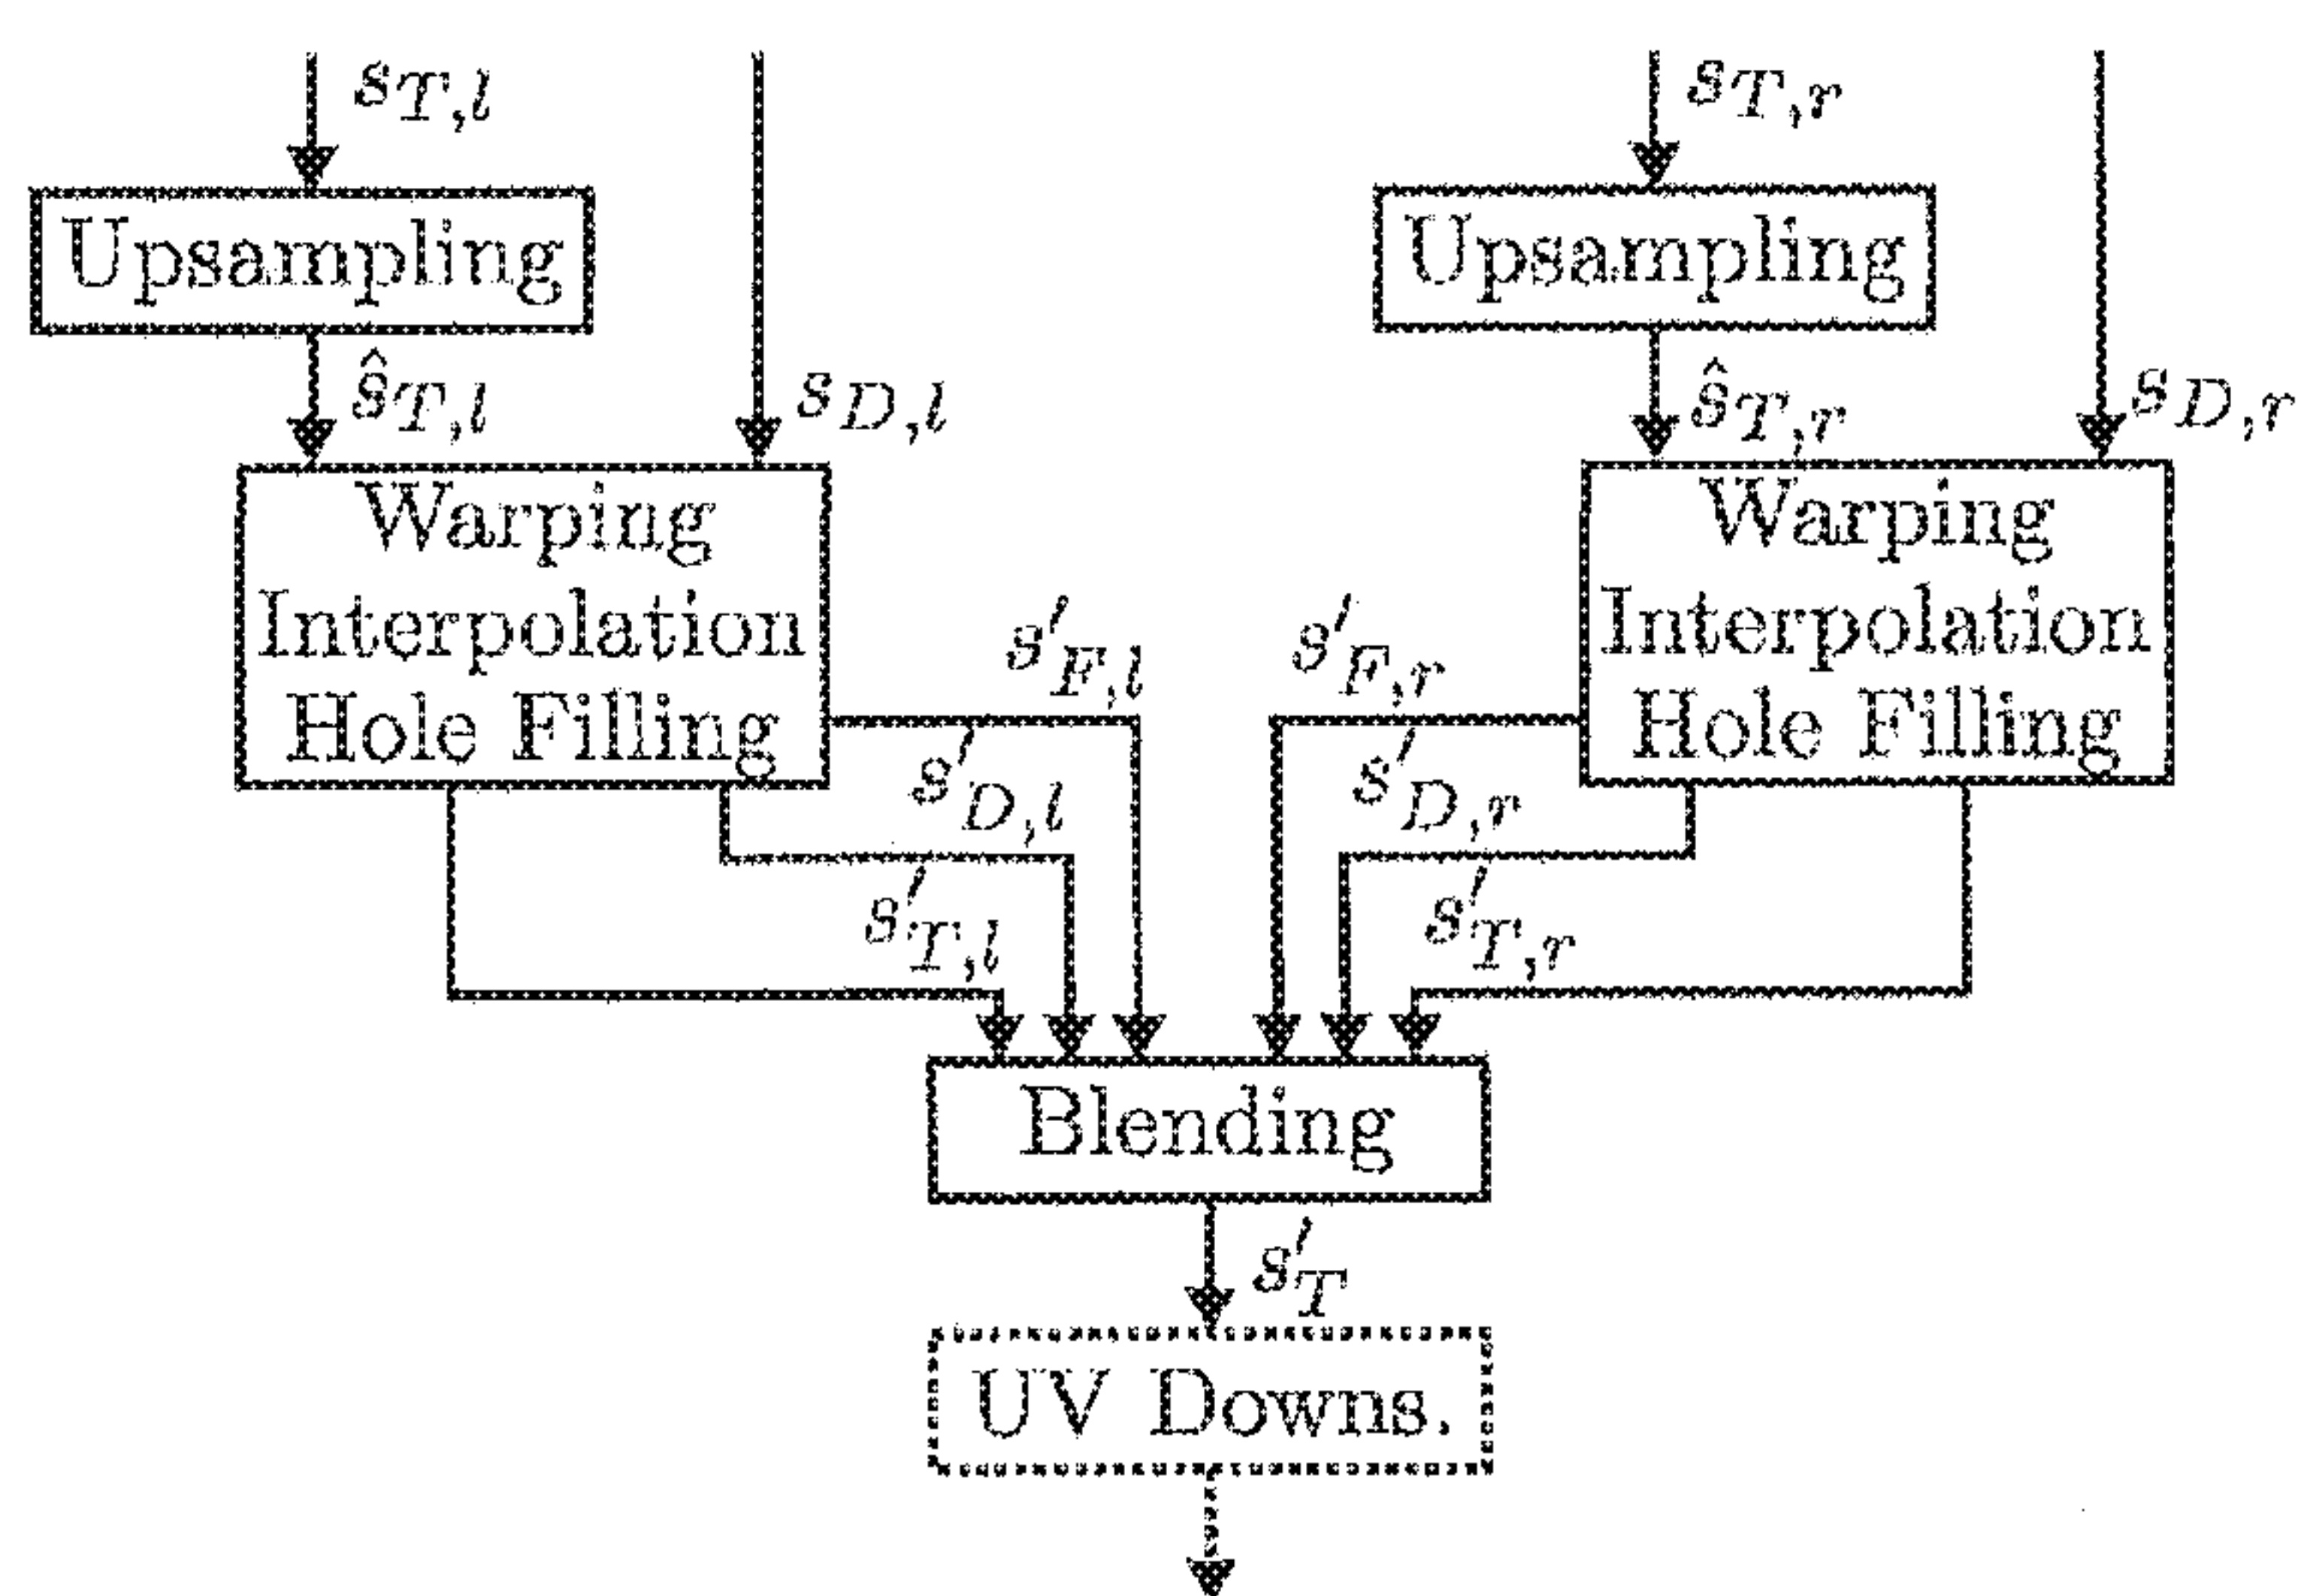 s_{T,l}
s_{T,r}
Upsampling
Upsampling
ŝ_{T,l}
s_{D,l}
ŝ_{T,r}
s_{D,r}
Warping
Interpolation
Hole Filling
Warping
Interpolation
Hole Filling
s'_{F,l}
s'_{F,r}
s'_{D,l}
s'_{D,r}
s'_{T,l}
s'_{T,r}
Blending
s'_T
UV Downs.